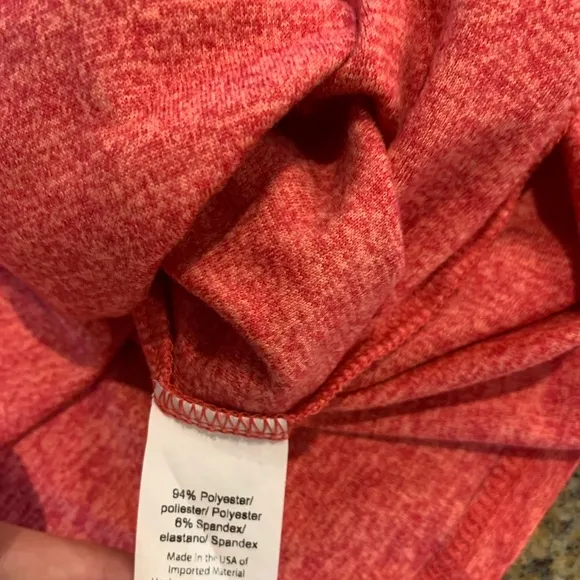 94% Polyester/
poliester/ Polyester
6% Spandex/
elastano/ Spandex
Made in the USA of
Imported Material